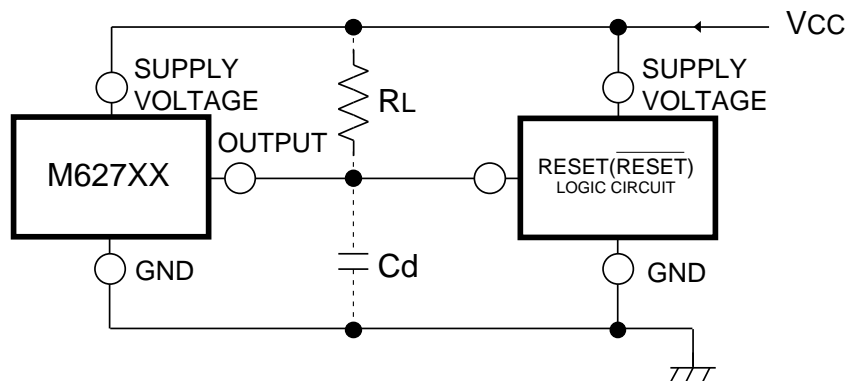 VCC
SUPPLY
VOLTAGE
SUPPLY
VOLTAGE
RL
OUTPUT
M627XX
RESET(RESET)
LOGIC CIRCUIT
Cd
GND
GND